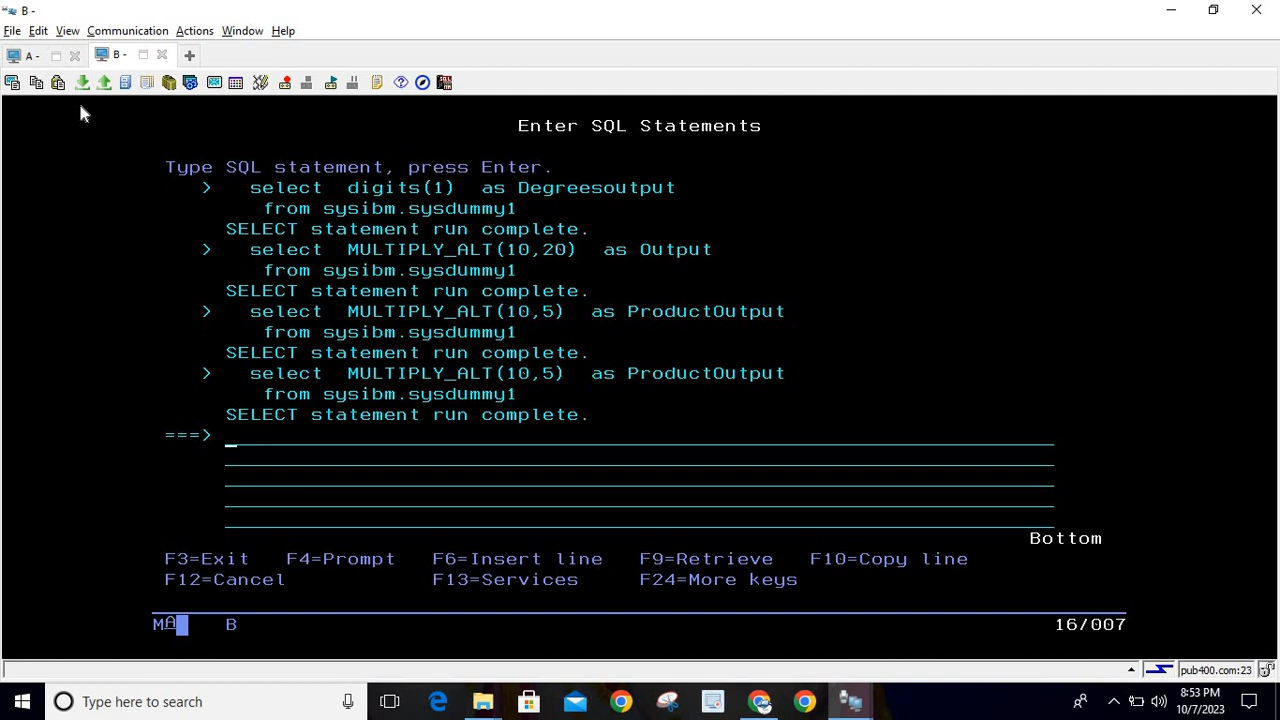 B -
File Edit View Communication Actions Window Help
A - B -
Enter SQL Statements
Type SQL statement, press Enter.
> select digits(1) as Degreesoutput
from sysibm.sysdummy1
SELECT statement run complete.
> select MULTIPLY_ALT(10,20) as Output
from sysibm.sysdummy1
SELECT statement run complete.
> select MULTIPLY_ALT(10,5) as ProductOutput
from sysibm.sysdummy1
SELECT statement run complete.
> select MULTIPLY_ALT(10,5) as ProductOutput
from sysibm.sysdummy1
SELECT statement run complete.
===>
Bottom
F3=Exit F4=Prompt F6=Insert line F9=Retrieve F10=Copy line
F12=Cancel F13=Services F24=More keys
MA B 16/007
pub400.com:23
Type here to search
8:53 PM
10/7/2023